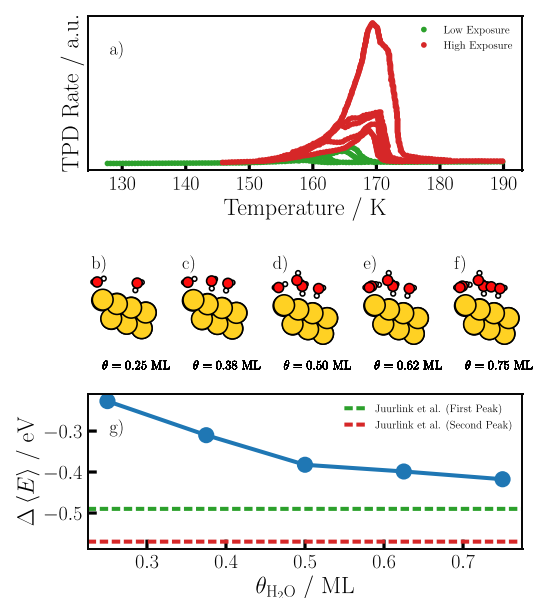 TPD Rate / a.u.
a)
Low Exposure
High Exposure
130 140 150 160 170 180 190
Temperature / K
b) c) d) e) f)
θ = 0.25 ML θ = 0.38 ML θ = 0.50 ML θ = 0.62 ML θ = 0.75 ML
Δ ⟨E⟩ / eV
g)
Juurlink et al. (First Peak)
Juurlink et al. (Second Peak)
−0.3
−0.4
−0.5
0.3 0.4 0.5 0.6 0.7
θ_{H₂O} / ML